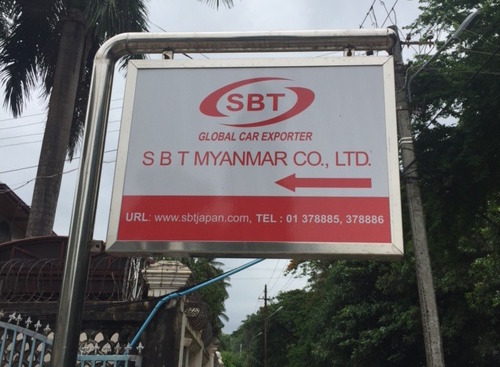 SBT
GLOBAL CAR EXPORTER
S B T MYANMAR CO., LTD.
URL: www.sbtjapan.com, TEL : 01 378885, 378886